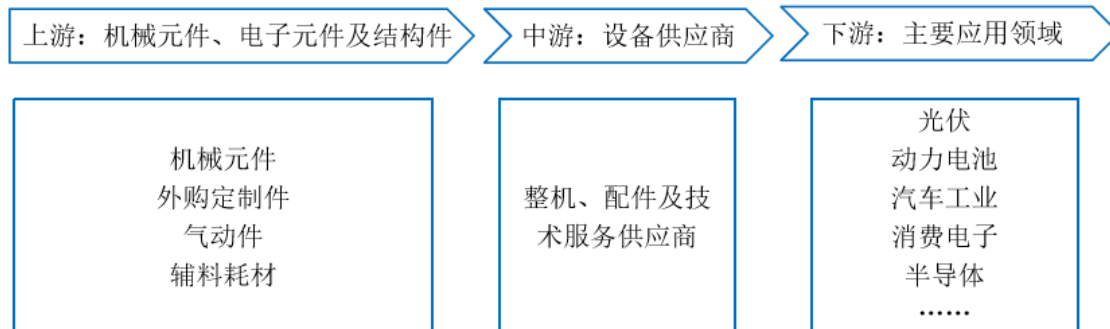 上游：机械元件、电子元件及结构件
中游：设备供应商
下游：主要应用领域
机械元件
外购定制件
气动件
辅料耗材
整机、配件及技
术服务供应商
光伏
动力电池
汽车工业
消费电子
半导体
……